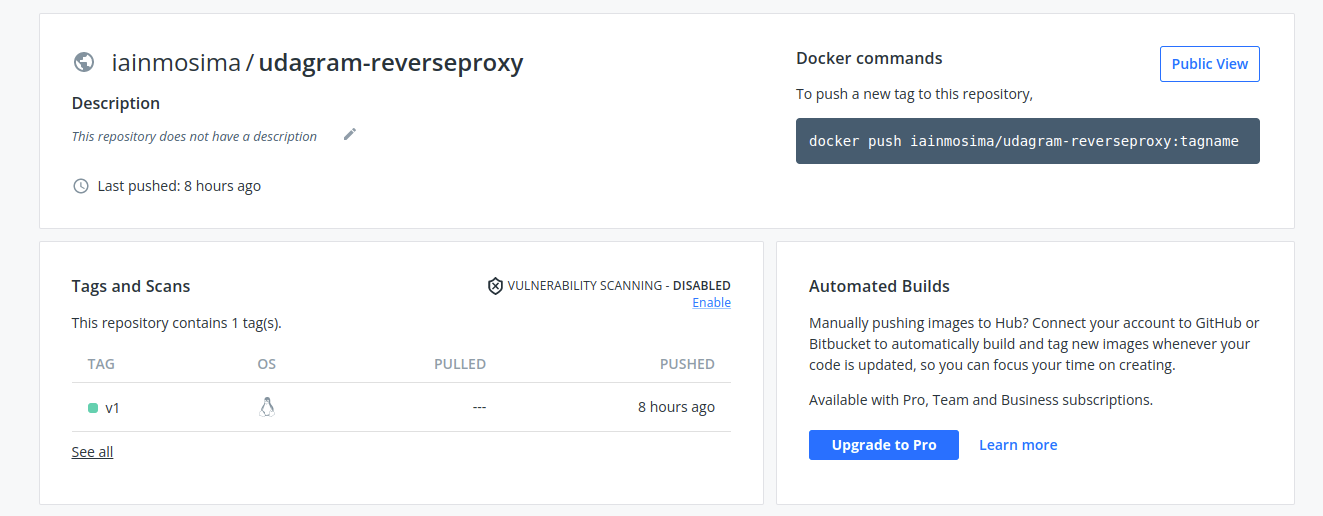 iainmosima / udagram-reverseproxy
Description
This repository does not have a description
Last pushed: 8 hours ago
Docker commands
Public View
To push a new tag to this repository,
docker push iainmosima/udagram-reverseproxy:tagname
Tags and Scans
VULNERABILITY SCANNING - DISABLED
Enable
This repository contains 1 tag(s).
TAG OS PULLED PUSHED
v1 --- 8 hours ago
See all
Automated Builds
Manually pushing images to Hub? Connect your account to GitHub or
Bitbucket to automatically build and tag new images whenever your
code is updated, so you can focus your time on creating.
Available with Pro, Team and Business subscriptions.
Upgrade to Pro Learn more